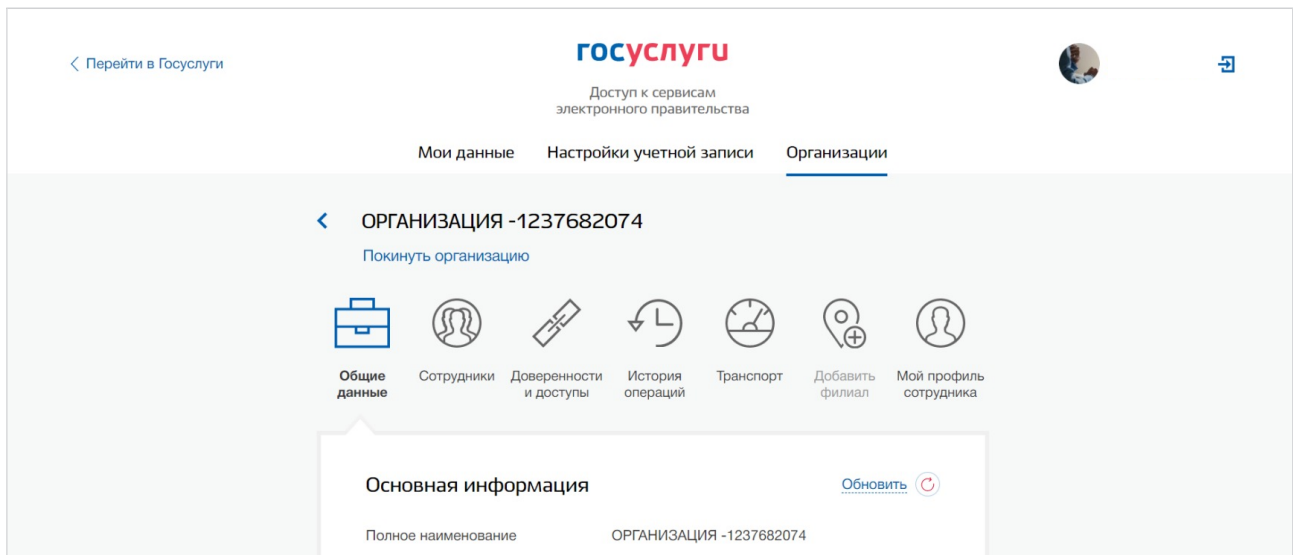 Перейти в Госуслуги
госуслуги
Доступ к сервисам
электронного правительства
Мои данные Настройки учетной записи Организации
ОРГАНИЗАЦИЯ -1237682074
Покинуть организацию
Общие данные
Сотрудники
Доверенности и доступы
История операций
Транспорт
Добавить филиал
Мой профиль сотрудника
Основная информация Обновить
Полное наименование ОРГАНИЗАЦИЯ -1237682074